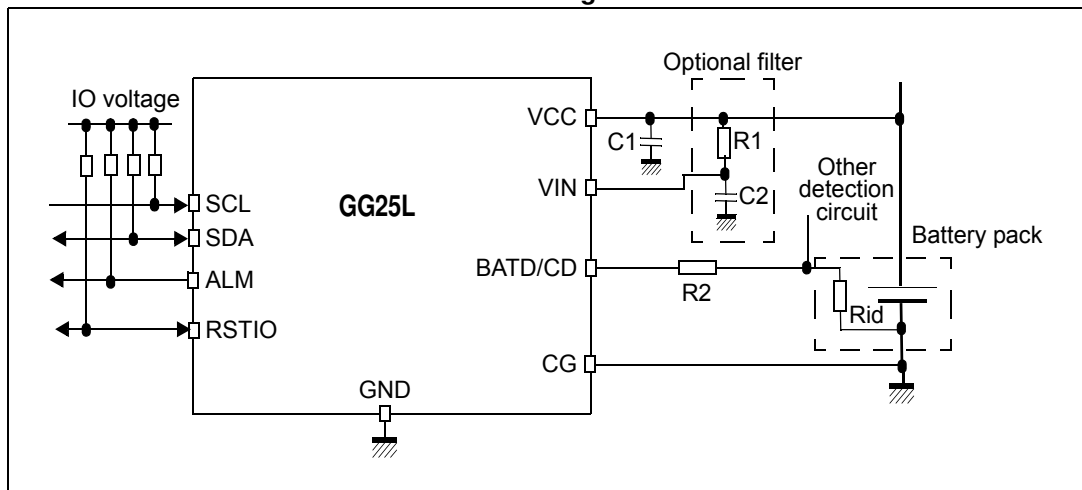 Optional filter
IO voltage
VCC
C1
R1
Other
detection
circuit
VIN
C2
SCL
GG25L
SDA
Battery pack
BATD/CD
ALM
R2
Rid
RSTIO
CG
GND